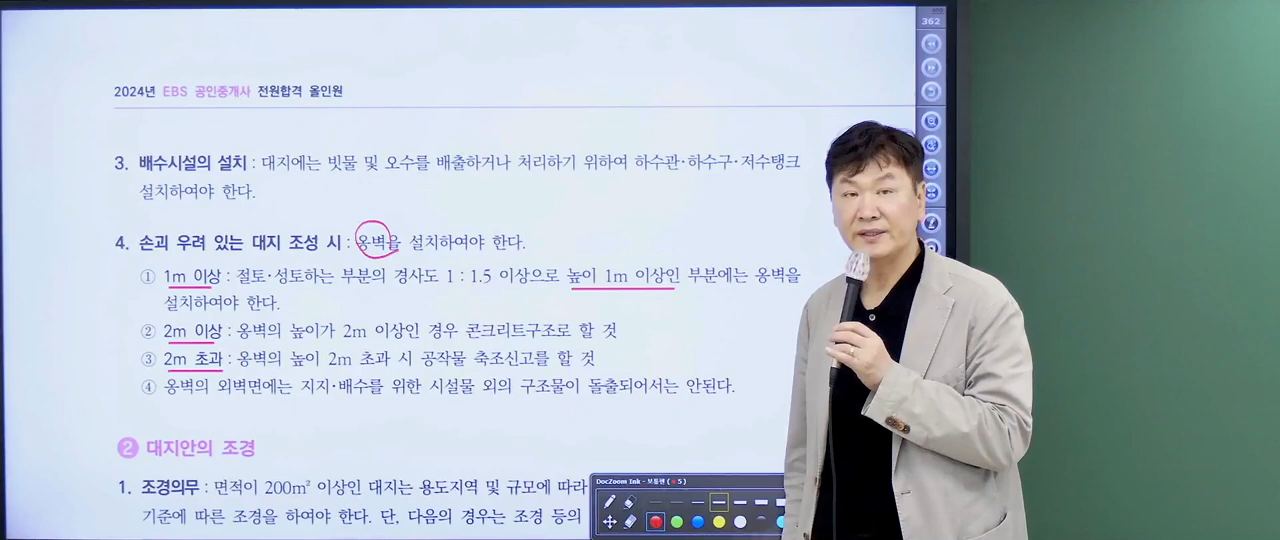 362
2024년 EBS 공인중개사 전원합격 올인원
3. 배수시설의 설치 : 대지에는 빗물 및 오수를 배출하거나 처리하기 위하여 하수관·하수구·저수탱크
설치하여야 한다.
4. 손괴 우려 있는 대지 조성 시 : 옹벽을 설치하여야 한다.
① 1m 이상 : 절토·성토하는 부분의 경사도 1 : 1.5 이상으로 높이 1m 이상인 부분에는 옹벽을
설치하여야 한다.
② 2m 이상 : 옹벽의 높이가 2m 이상인 경우 콘크리트구조로 할 것
③ 2m 초과 : 옹벽의 높이 2m 초과 시 공작물 축조신고를 할 것
④ 옹벽의 외벽면에는 지지·배수를 위한 시설물 외의 구조물이 돌출되어서는 안된다.
2 대지안의 조경
1. 조경의무 : 면적이 200㎡ 이상인 대지는 용도지역 및 규모에 따라
기준에 따른 조경을 하여야 한다. 단, 다음의 경우는 조경 등의
DocZoom Ink - 보통펜 ( 5 )